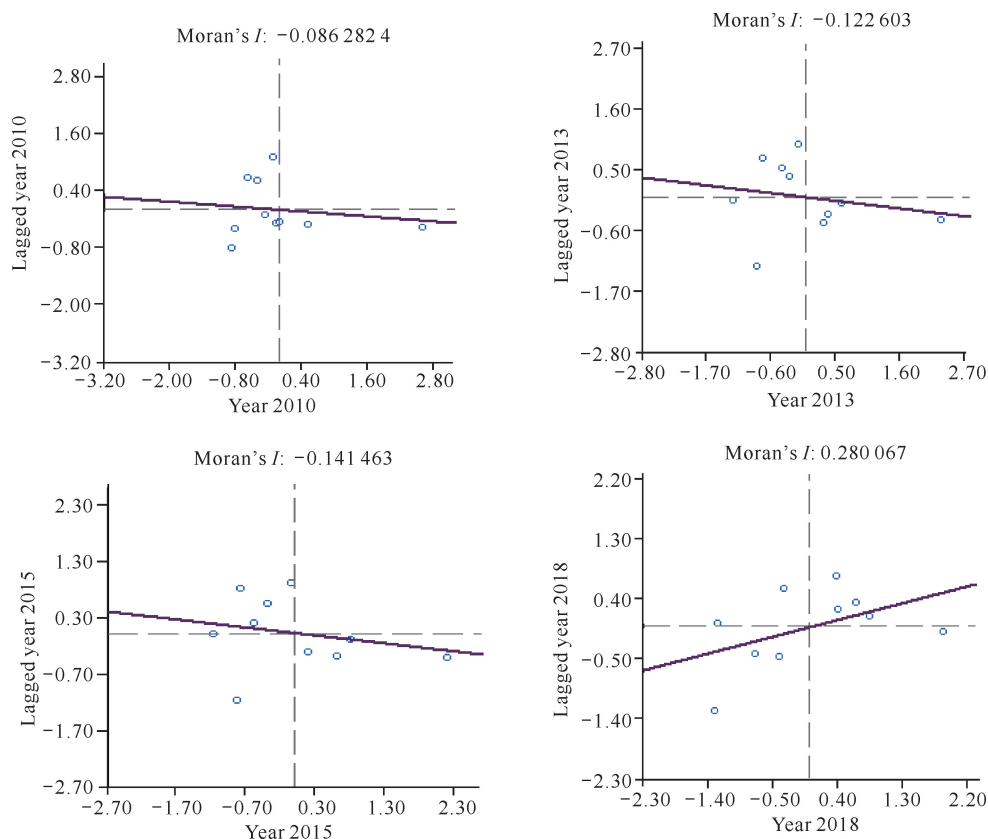 Moran's I: −0.086 282 4
2.80
1.60
0.40
−0.80
−2.00
−3.20
Lagged year 2010
−3.20 −2.00 −0.80 0.40 1.60 2.80
Year 2010
Moran's I: −0.122 603
2.70
1.60
0.50
−0.60
−1.70
−2.80
Lagged year 2013
−2.80 −1.70 −0.60 0.50 1.60 2.70
Year 2013
Moran's I: −0.141 463
2.30
1.30
0.30
−0.70
−1.70
−2.70
Lagged year 2015
−2.70 −1.70 −0.70 0.30 1.30 2.30
Year 2015
Moran's I: 0.280 067
2.20
1.30
0.40
−0.50
−1.40
−2.30
Lagged year 2018
−2.30 −1.40 −0.50 0.40 1.30 2.20
Year 2018